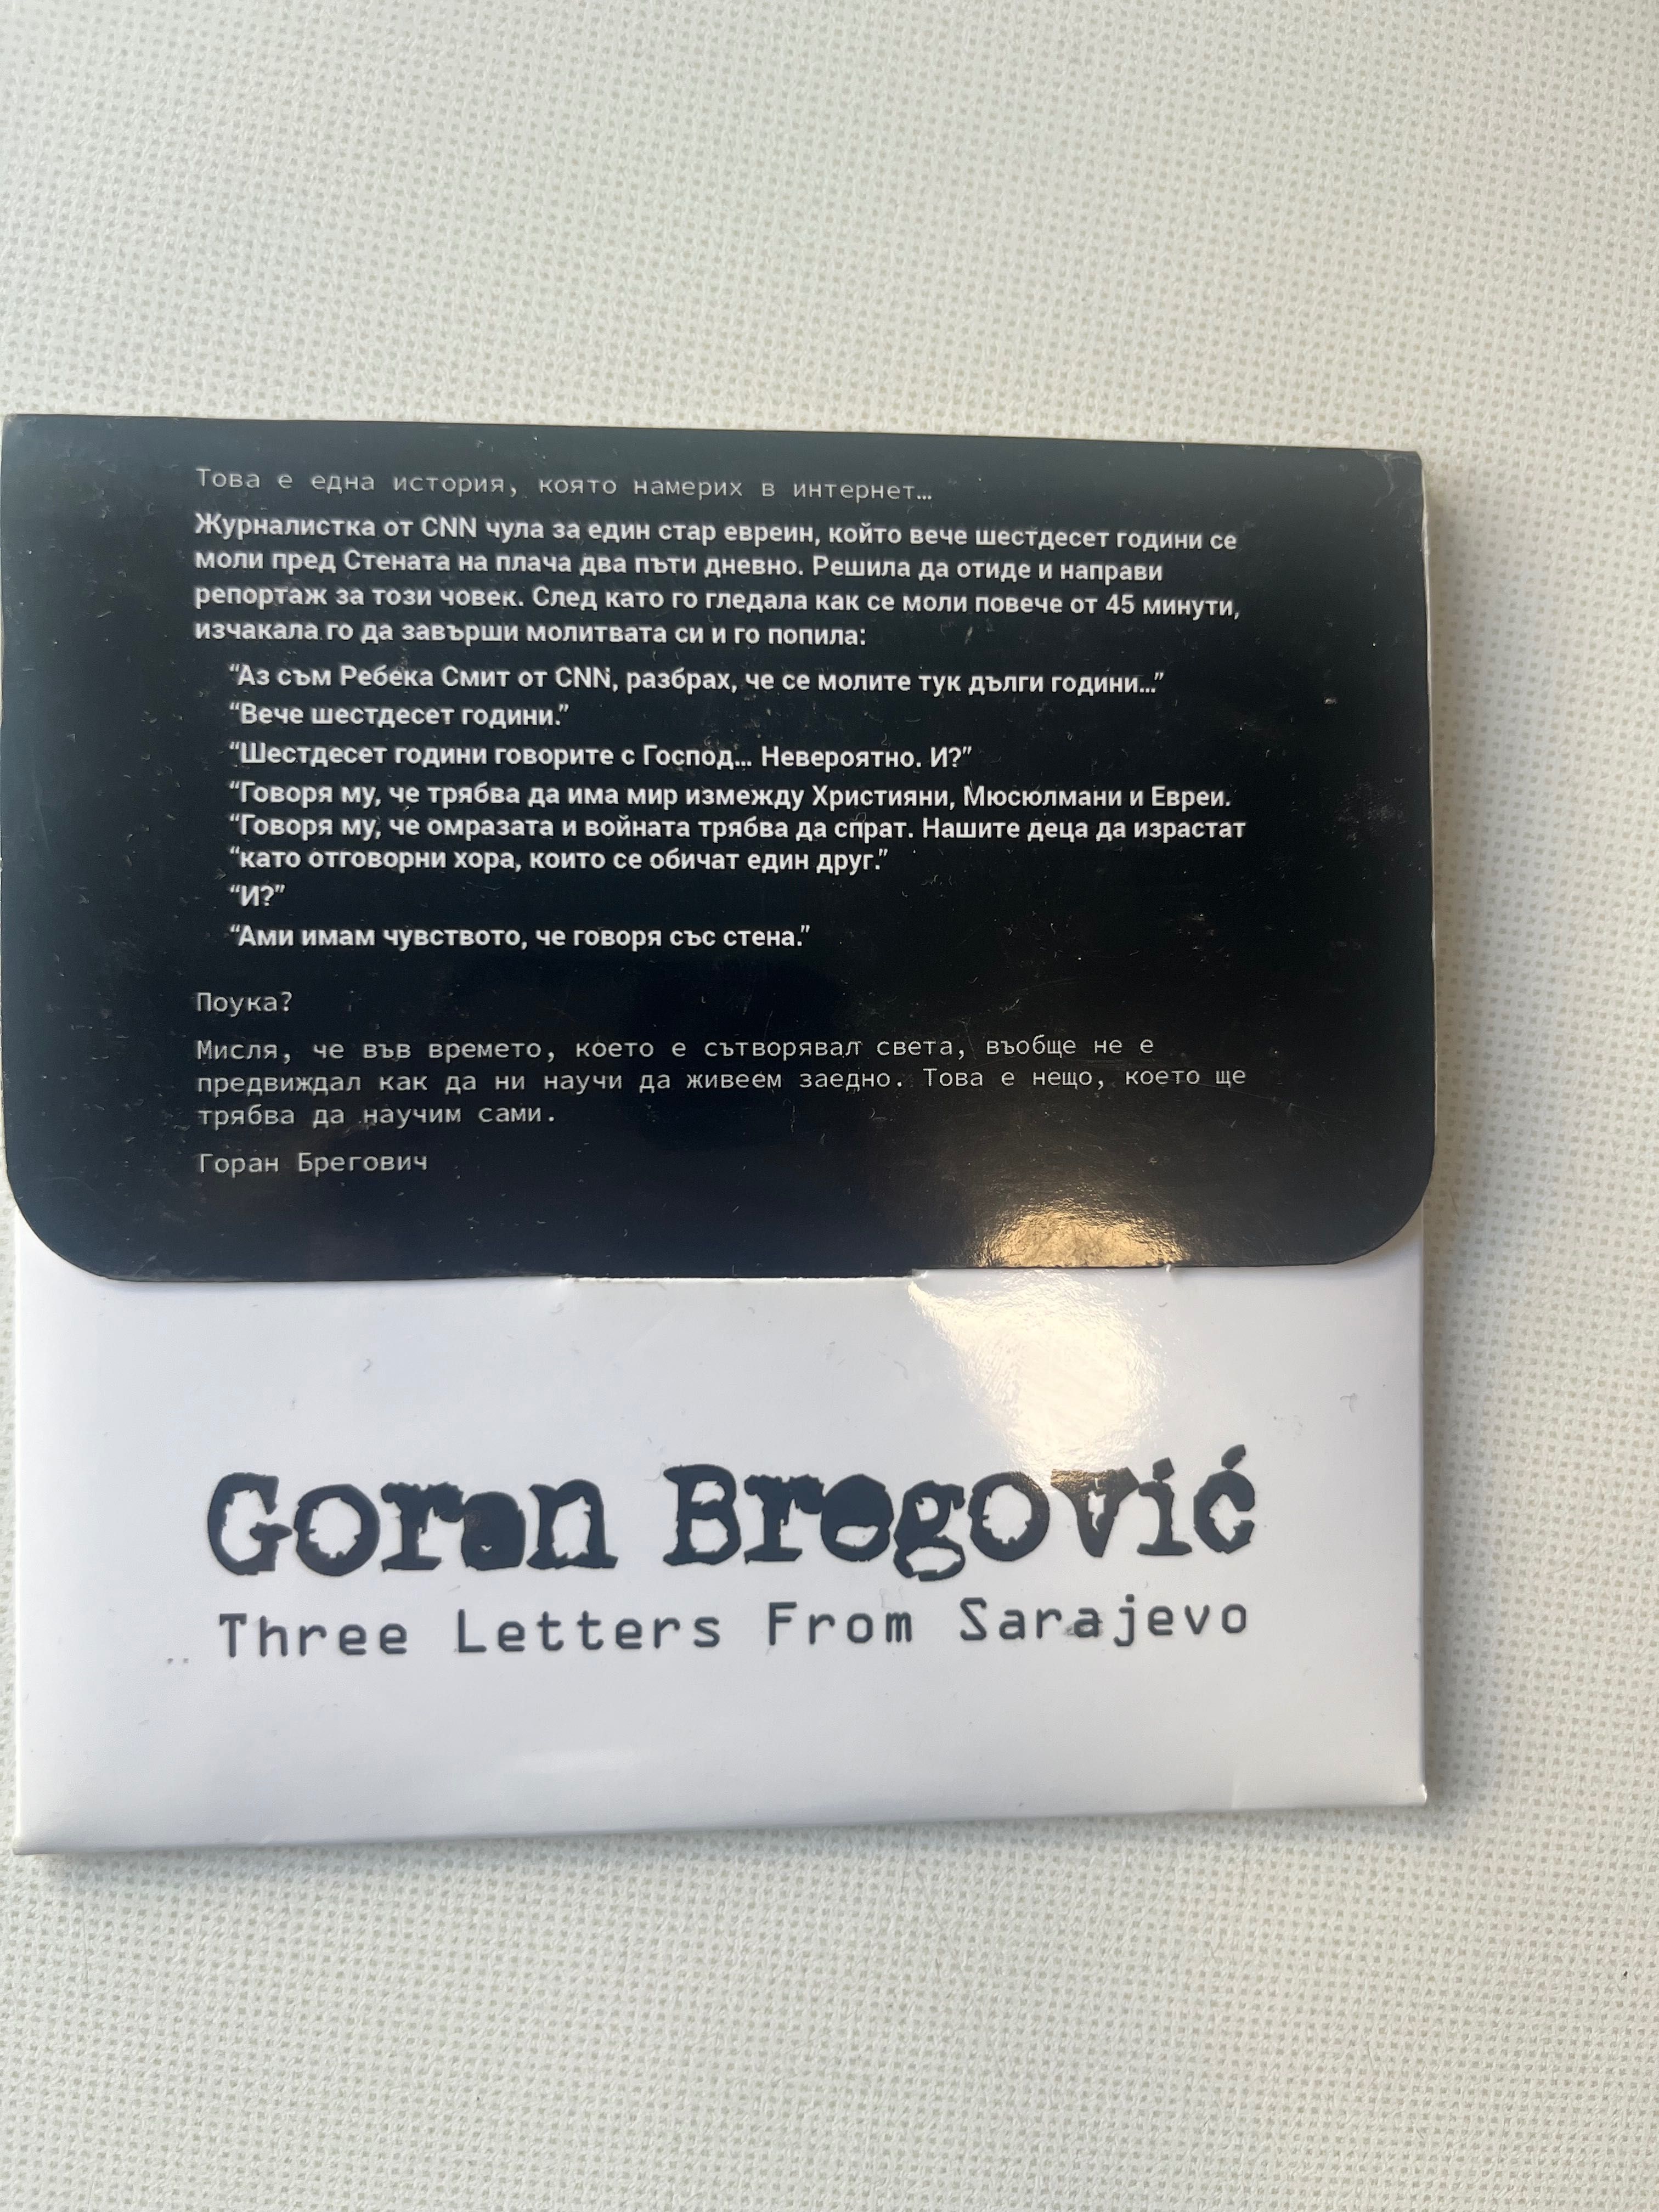 Това е една история, която намерих в интернет…
Журналистка от CNN чула за един стар евреин, който вече шестдесет години се
моли пред Стената на плача два пъти дневно. Решила да отиде и направи
репортаж за този човек. След като го гледала как се моли повече от 45 минути,
изчакала го да завърши молитвата си и го попила:
“Аз съм Ребека Смит от CNN, разбрах, че се молите тук дълги години…”
“Вече шестдесет години.”
“Шестдесет години говорите с Господ… Невероятно. И?”
“Говоря му, че трябва да има мир измежду Християни, Мюсюлмани и Евреи.
“Говоря му, че омразата и войната трябва да спрат. Нашите деца да израстат
“като отговорни хора, които се обичат един друг.”
“И?”
“Ами имам чувството, че говоря със стена.”
Поука?
Мисля, че във времето, което е сътворявал света, въобще не е
предвиждал как да ни научи да живеем заедно. Това е нещо, което ще
трябва да научим сами.
Горан Брегович
Goran Bregović
Three Letters From Sarajevo